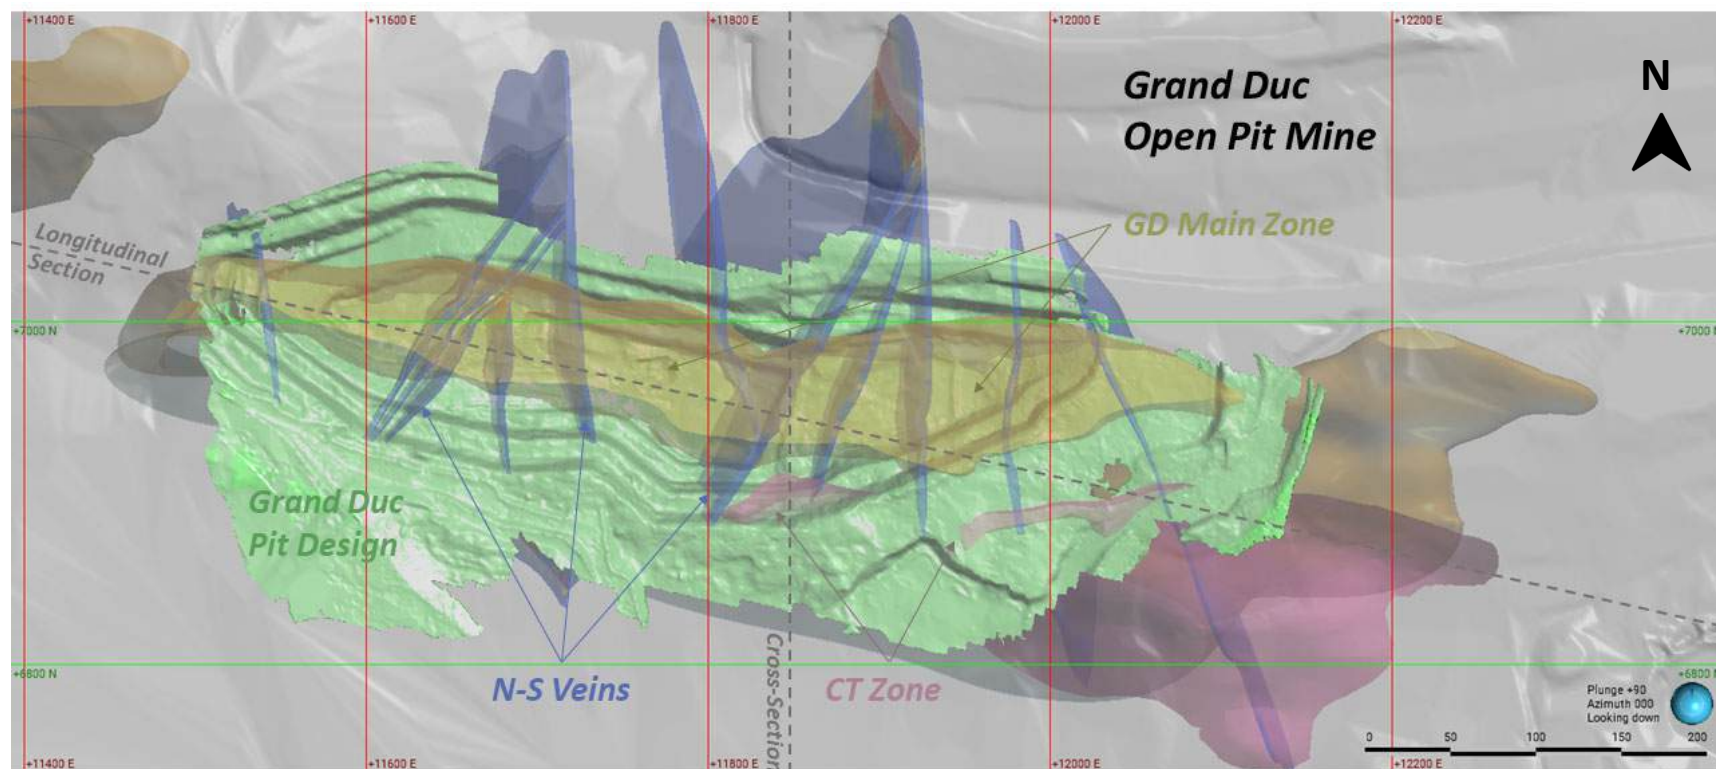 +11400 E
+11600 E
+11800 E
+12000 E
+12200 E
Grand Duc
Open Pit Mine
N
Longitudinal
Section
GD Main Zone
+7000 N
+7000 N
Grand Duc
Pit Design
N-S Veins
CT Zone
Cross-Section
+6800 N
+6800 N
Plunge +90
Azimuth 000
Looking down
0
50
100
150
200
+11400 E
+11600 E
+11800 E
+12000 E
+12200 E